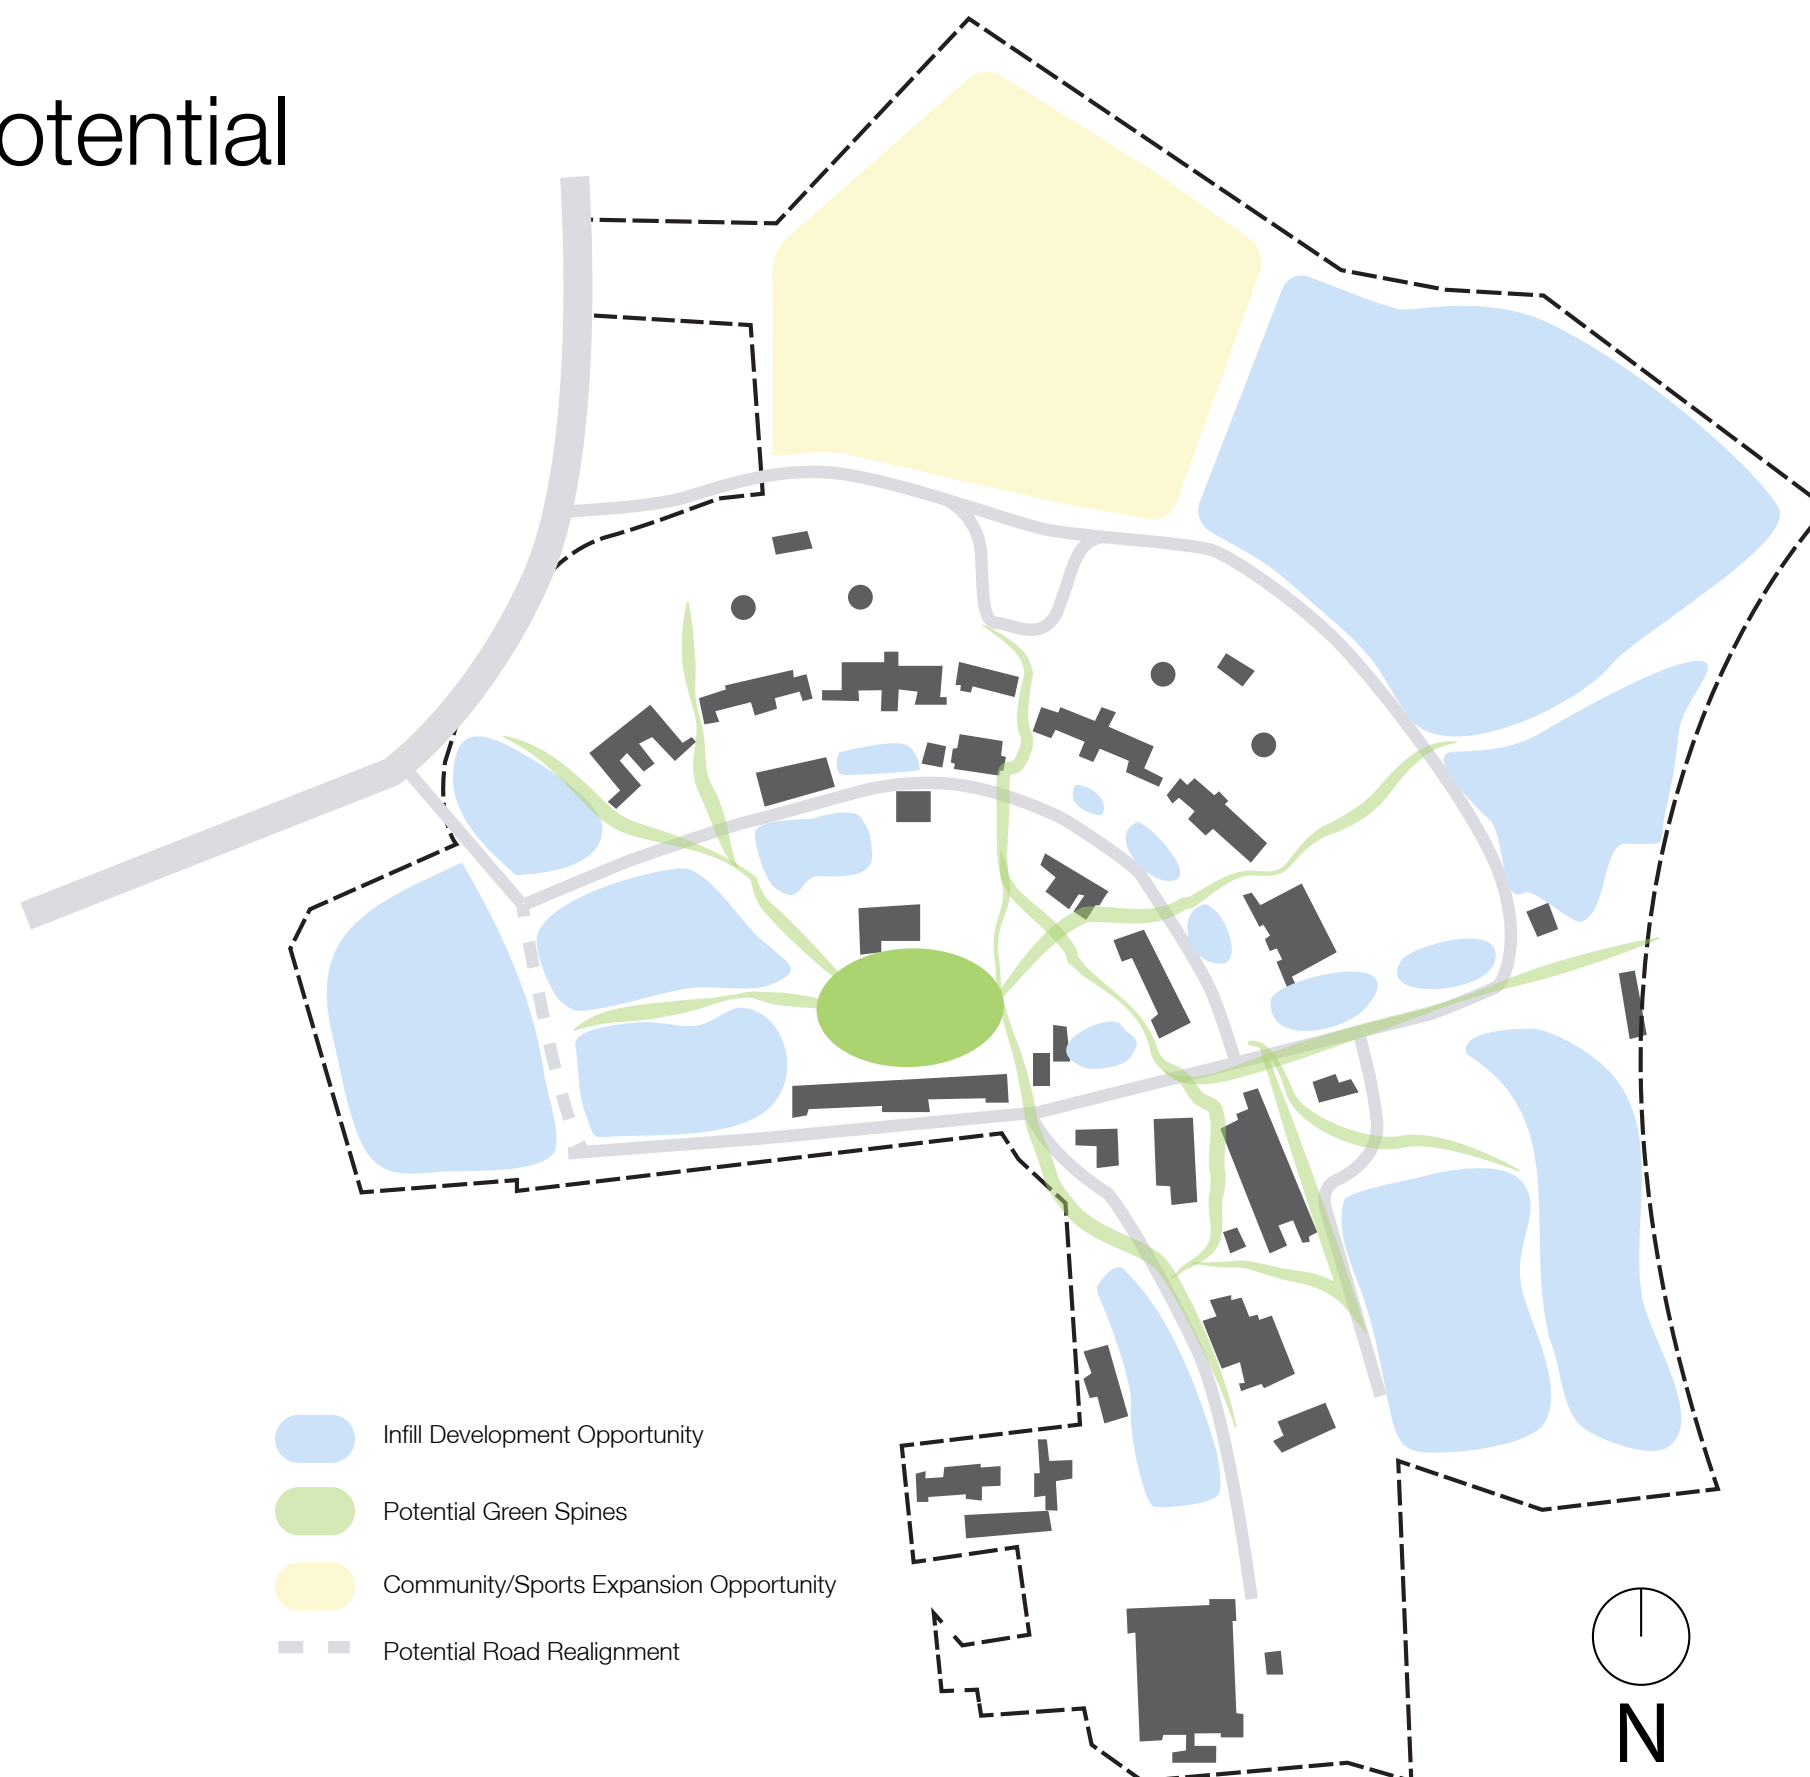 otential
Infill Development Opportunity
Potential Green Spines
Community/Sports Expansion Opportunity
Potential Road Realignment
N